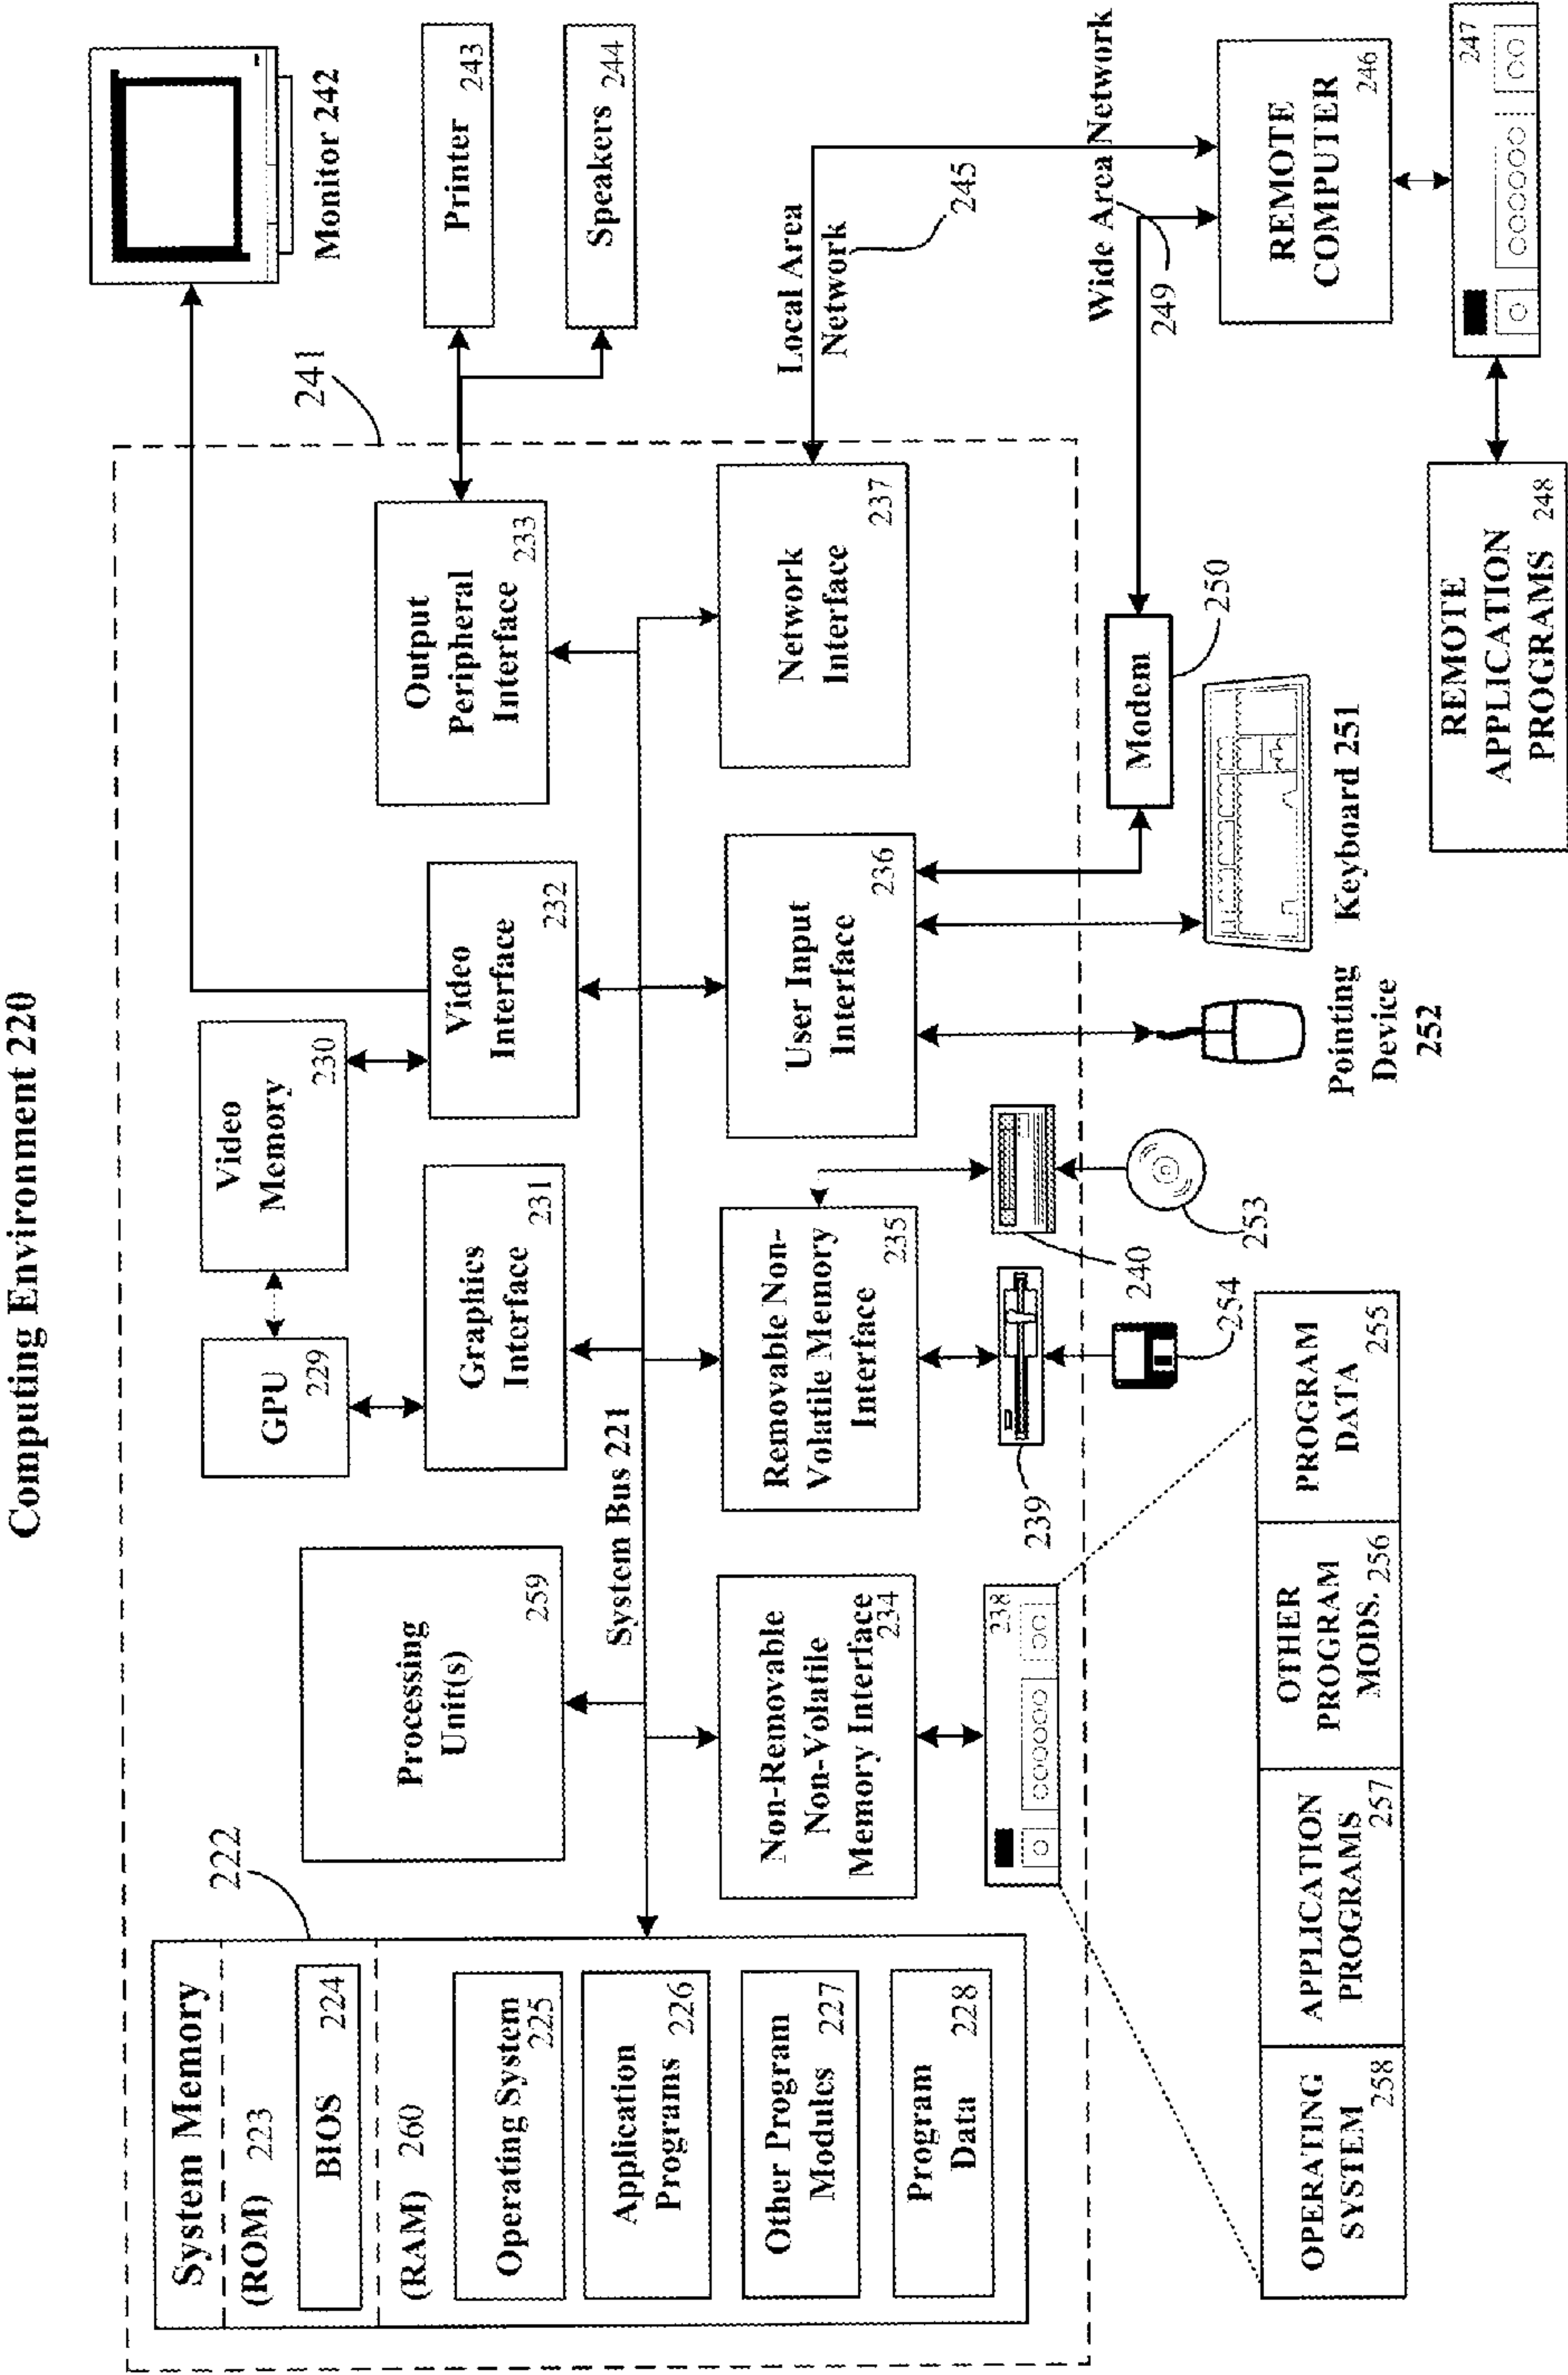 Computing Environment 220
System Memory
(ROM) 223
BIOS 224
(RAM) 260
Operating System
225
Application
Programs 226
Other Program
Modules 227
Program
Data 228
222
Processing
Unit(s)
259
System Bus 221
GPU
229
Video
Memory
230
Graphics
Interface
231
Video
Interface
232
Output
Peripheral
Interface
233
241
Monitor 242
Printer
243
Speakers
244
Non-Removable
Non-Volatile
Memory Interface
234
Removable Non-
Volatile Memory
Interface
235
User Input
Interface
236
Network
Interface
237
Local Area
Network
245
238
239
240
254
253
Pointing
Device
252
Keyboard 251
Modem
250
Wide Area Network
249
REMOTE
COMPUTER
246
247
REMOTE
APPLICATION
PROGRAMS 248
OPERATING
SYSTEM
258
APPLICATION
PROGRAMS
257
OTHER
PROGRAM
MODS. 256
PROGRAM
DATA
255